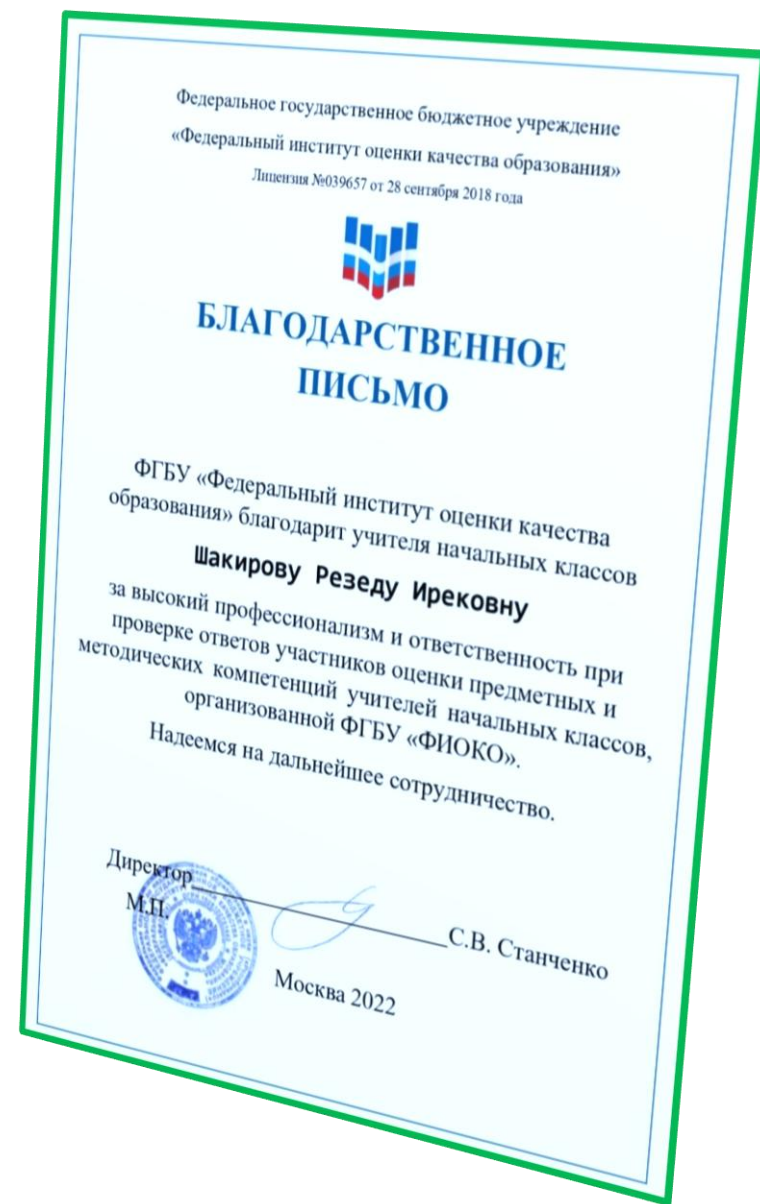 Федеральное государственное бюджетное учреждение
«Федеральный институт оценки качества образования»
Лицензия №039657 от 28 сентября 2018 года
БЛАГОДАРСТВЕННОЕ
ПИСЬМО
ФГБУ «Федеральный институт оценки качества
образования» благодарит учителя начальных классов
Шакирову Резеду Ирековну
за высокий профессионализм и ответственность при
проверке ответов участников оценки предметных и
методических компетенций учителей начальных классов,
организованной ФГБУ «ФИОКО».
Надеемся на дальнейшее сотрудничество.
Директор С.В. Станченко
М.П.
Москва 2022